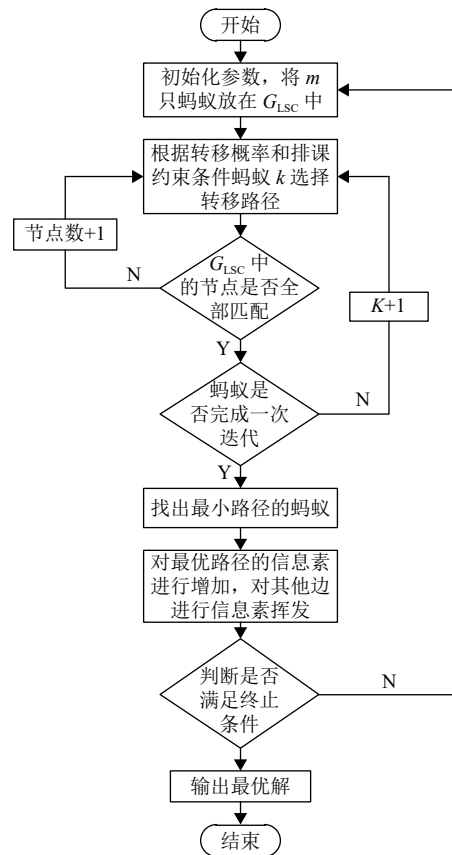 开始
初始化参数，将 m
只蚂蚁放在 G_LSC 中
根据转移概率和排课
约束条件蚂蚁 k 选择
转移路径
节点数+1
N
G_LSC 中
的节点是否全
部匹配
K+1
Y
蚂蚁是
否完成一次
迭代
N
Y
找出最小路径的蚂蚁
对最优路径的信息素
进行增加，对其他边
进行信息素挥发
判断是否
满足终止
条件
N
Y
输出最优解
结束